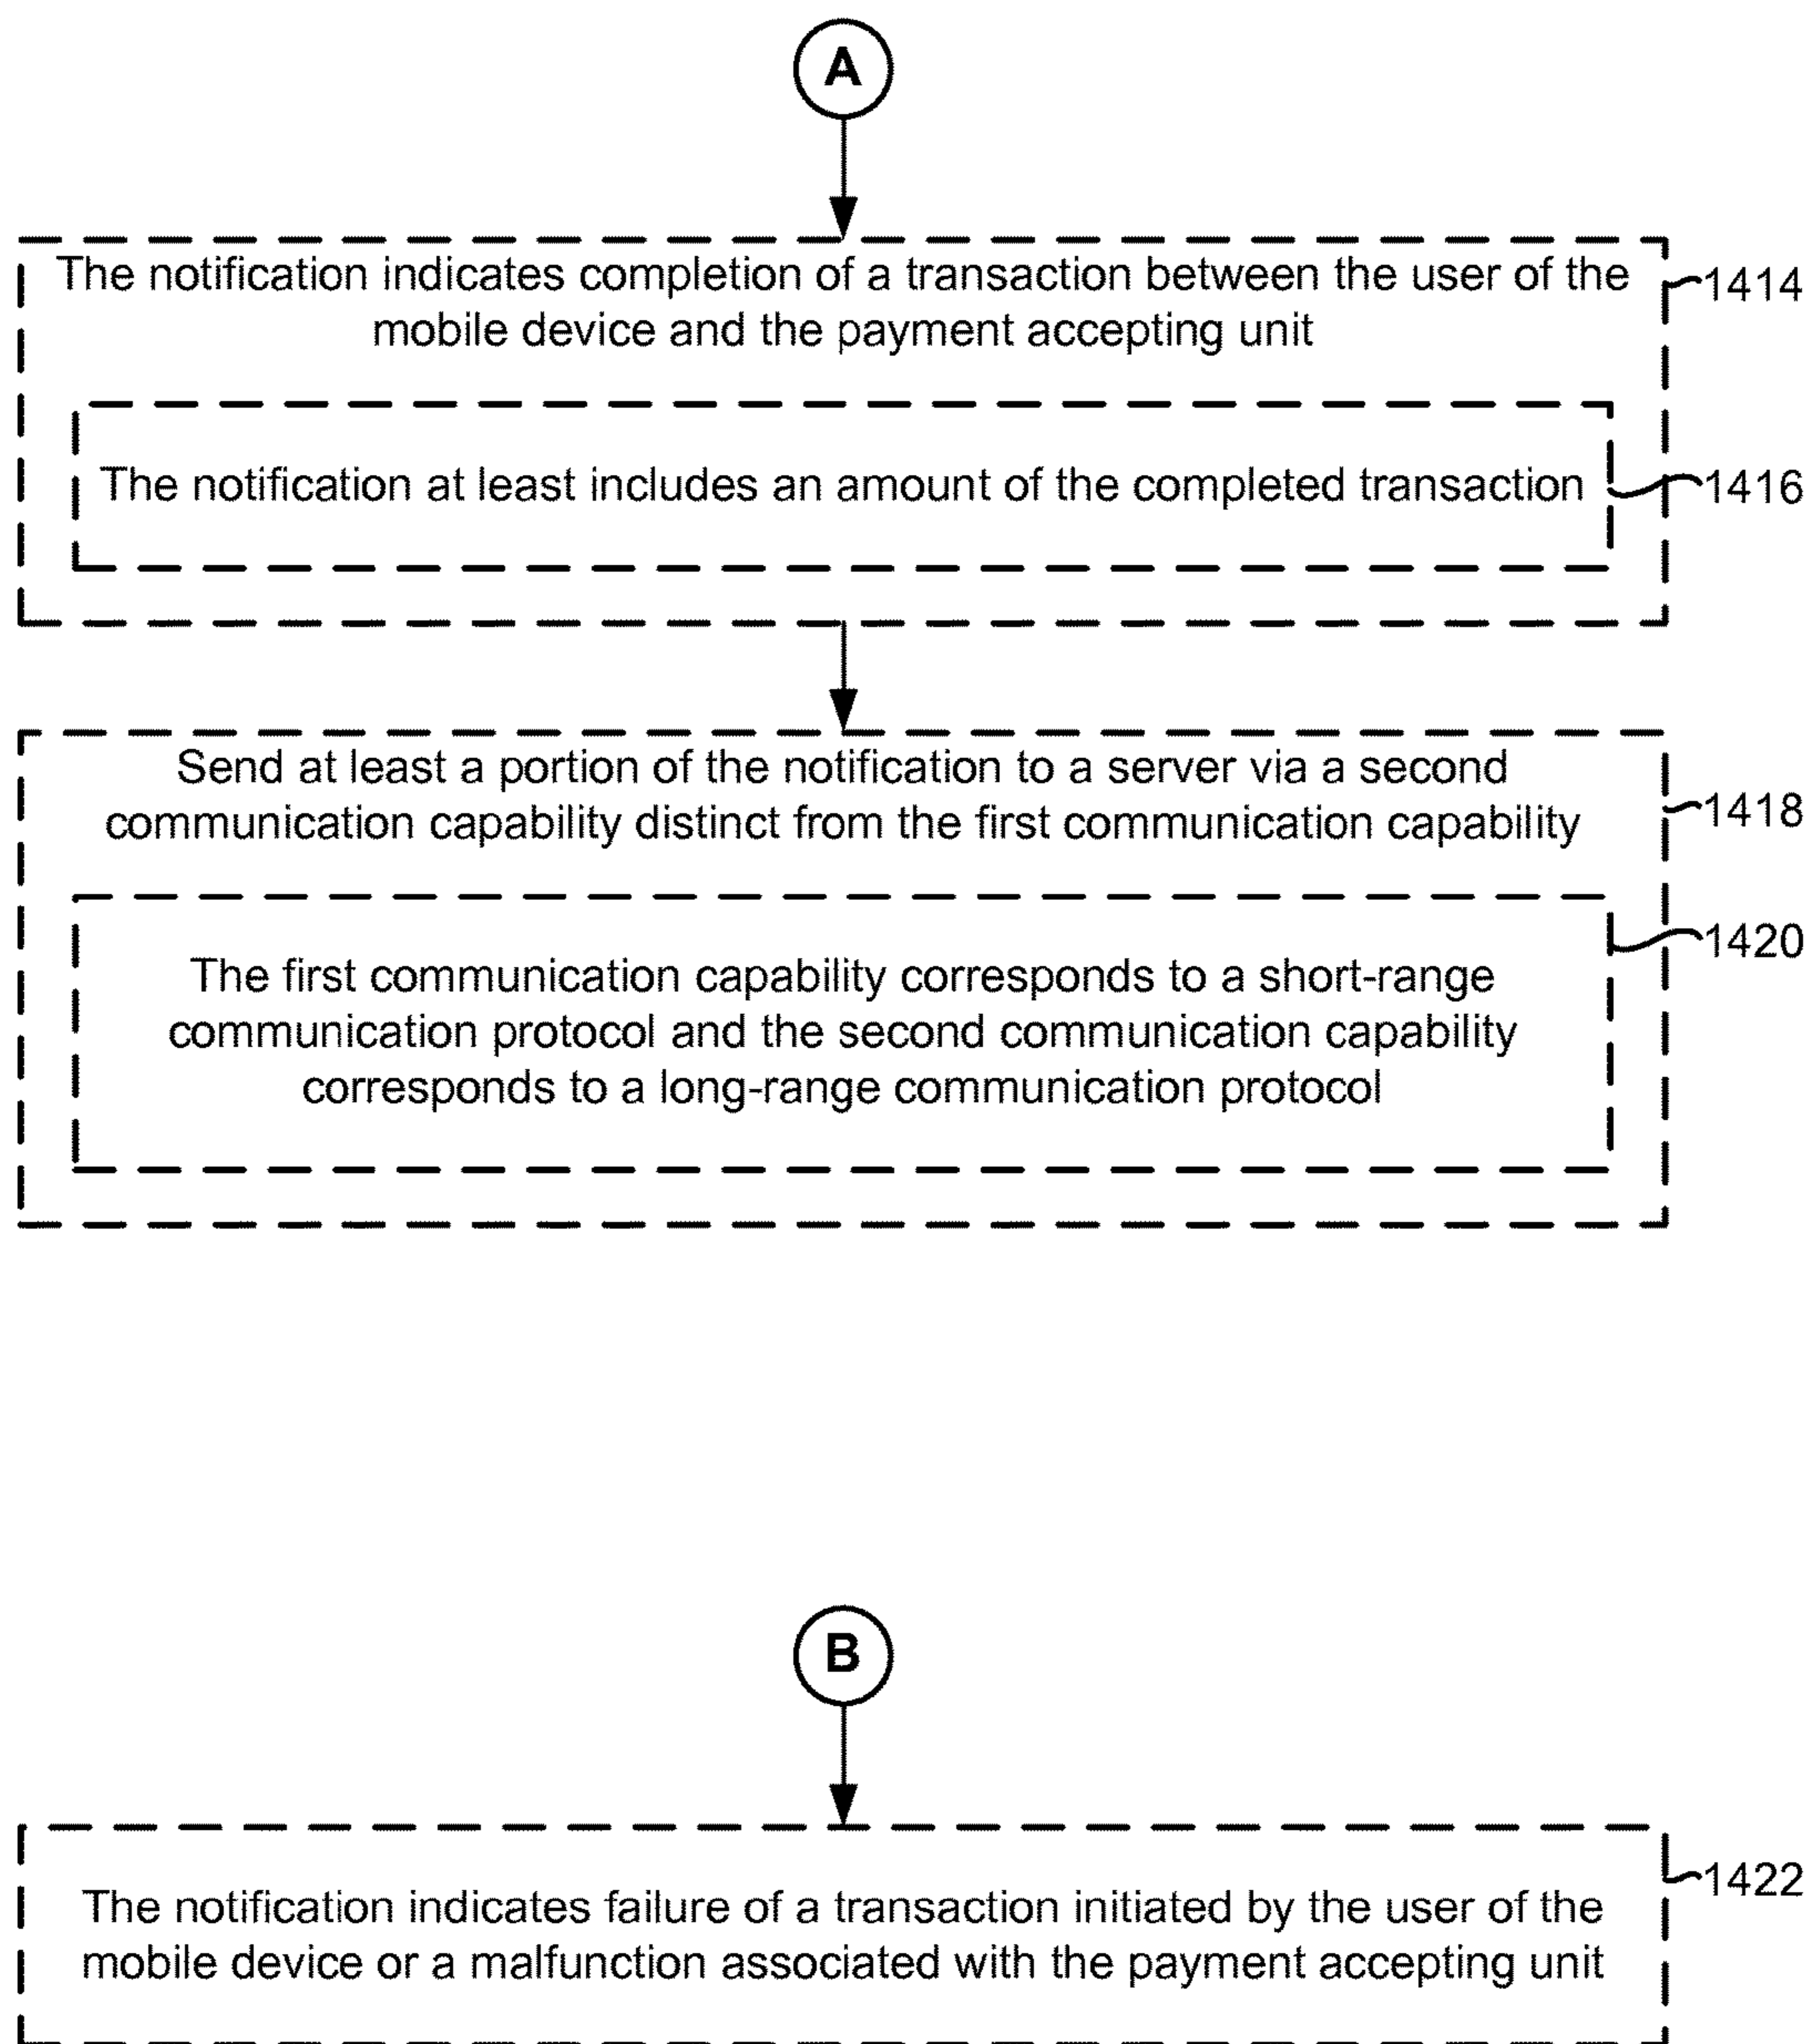 A
The notification indicates completion of a transaction between the user of the
mobile device and the payment accepting unit
1414
The notification at least includes an amount of the completed transaction
1416
Send at least a portion of the notification to a server via a second
communication capability distinct from the first communication capability
1418
1420
The first communication capability corresponds to a short-range
communication protocol and the second communication capability
corresponds to a long-range communication protocol
B
1422
The notification indicates failure of a transaction initiated by the user of the
mobile device or a malfunction associated with the payment accepting unit